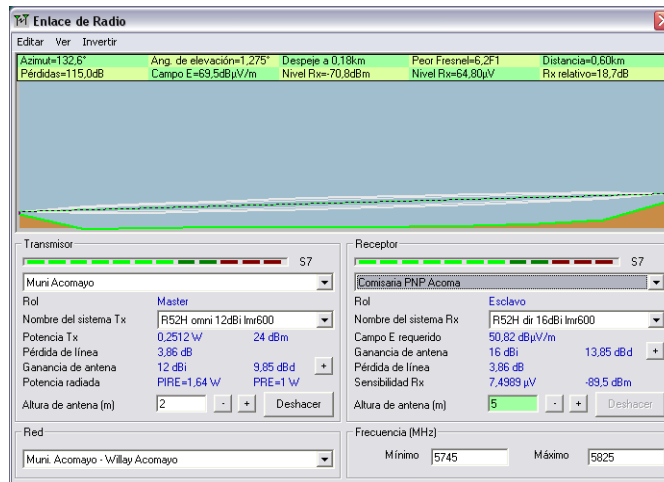 Enlace de Radio
Editar Ver Invertir
Azimut=132,6° Ang. de elevación=1,275° Despeje a 0,18km Peor Fresnel=6,2F1 Distancia=0,60km
Pérdidas=115,0dB Campo E=69,5dBµV/m Nivel Rx=-70,8dBm Nivel Rx=64,80µV Rx relativo=18,7dB
Transmisor
S7
Muni Acomayo
Rol Master
Nombre del sistema Tx R52H omni 12dBi lmr600
Potencia Tx 0,2512 W 24 dBm
Pérdida de línea 3,86 dB
Ganancia de antena 12 dBi 9,85 dBd +
Potencia radiada PIRE=1,64 W PRE=1 W
Altura de antena (m) 2 - + Deshacer
Red
Muni. Acomayo - Willay Acomayo
Receptor
S7
Comisaria PNP Acoma
Rol Esclavo
Nombre del sistema Rx R52H dir 16dBi lmr600
Campo E requerido 50,82 dBµV/m
Ganancia de antena 16 dBi 13,85 dBd +
Pérdida de línea 3,86 dB
Sensibilidad Rx 7,4989 µV -89,5 dBm
Altura de antena (m) 5 - + Deshacer
Frecuencia (MHz)
Mínimo 5745 Máximo 5825